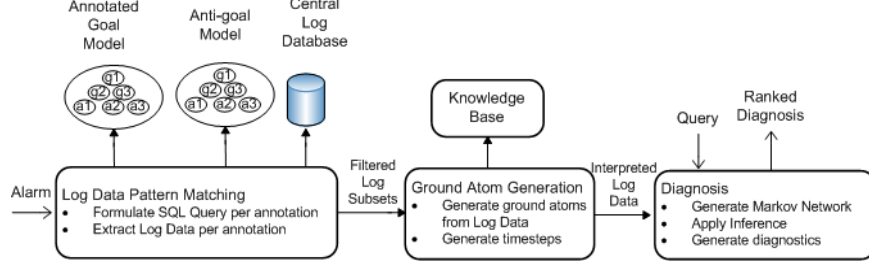 Annotated
Goal
Model
Anti-goal
Model
Central
Log
Database
g1
g2 g3
a1 a2 a3
g1
g2 g3
a1 a2 a3
Knowledge
Base
Query
Ranked
Diagnosis
Alarm
Log Data Pattern Matching
• Formulate SQL Query per annotation
• Extract Log Data per annotation
Filtered
Log
Subsets
Ground Atom Generation
• Generate ground atoms
from Log Data
• Generate timesteps
Interpreted
Log
Data
Diagnosis
• Generate Markov Network
• Apply Inference
• Generate diagnostics